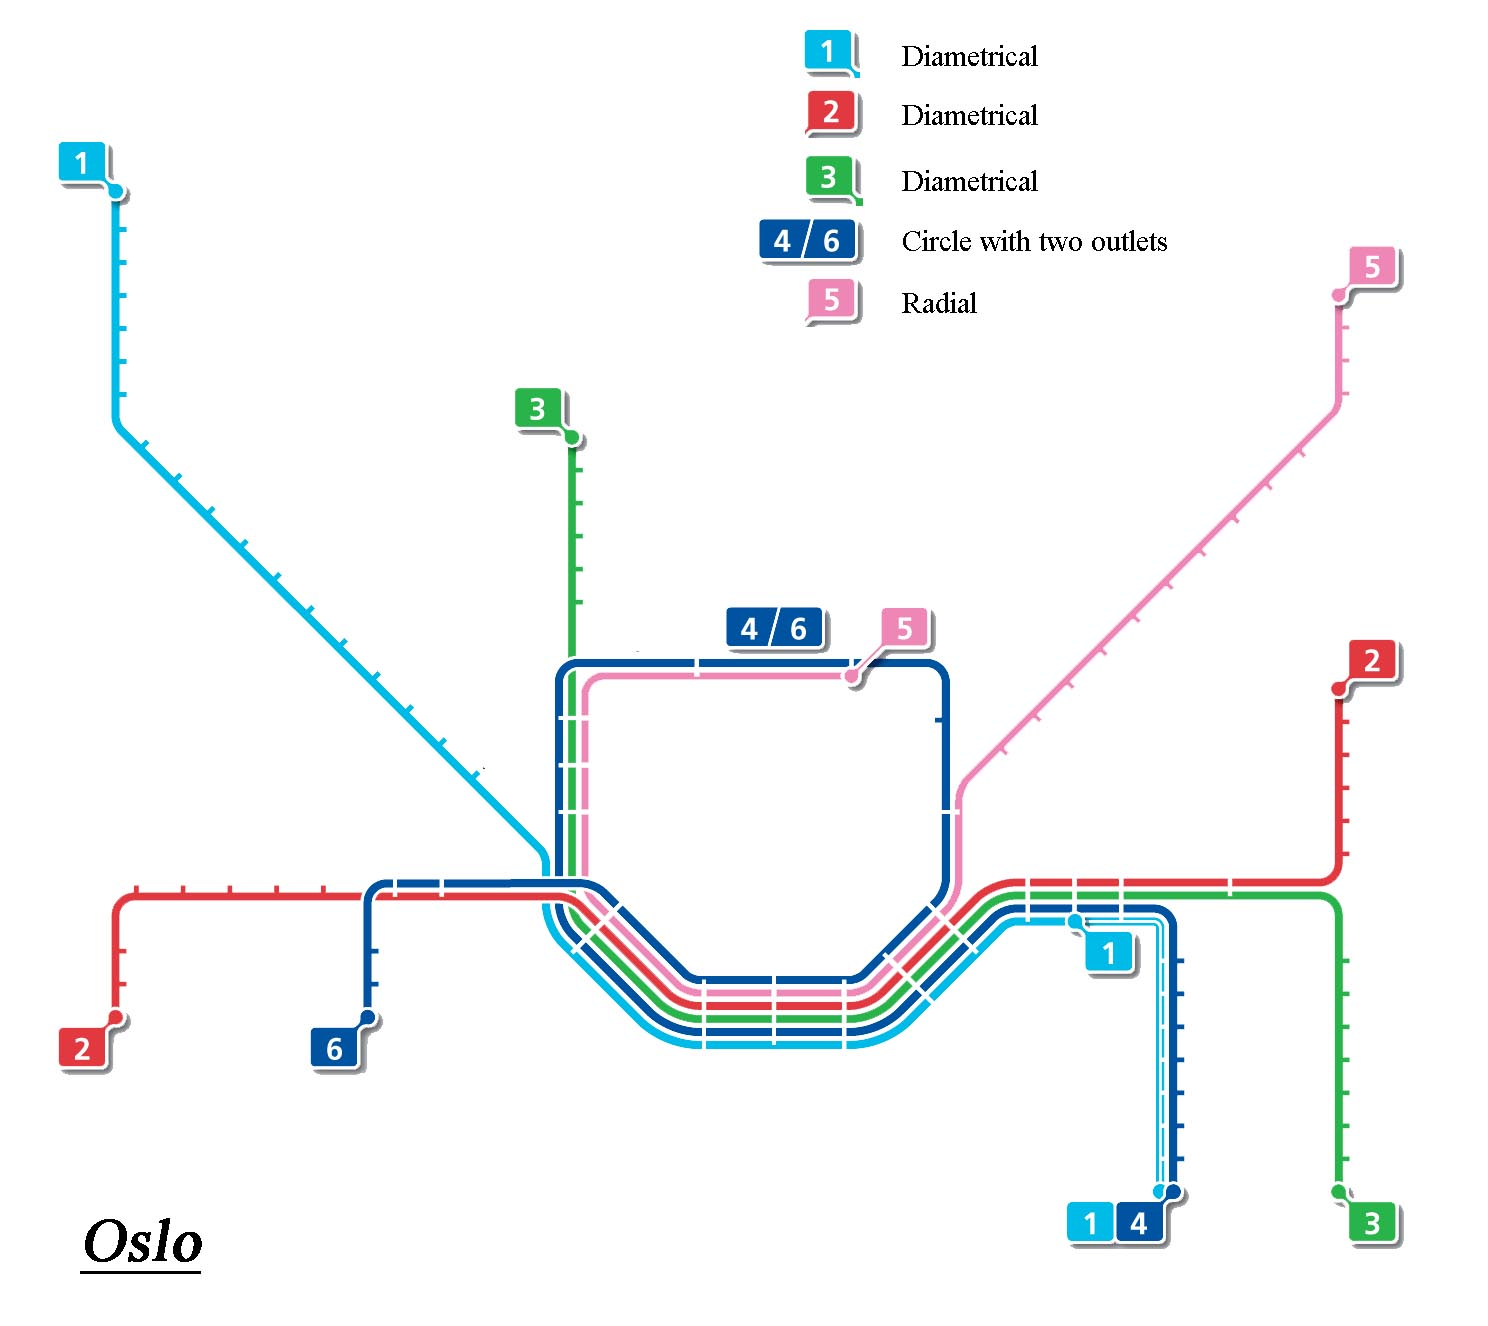 1 Diametrical
2 Diametrical
3 Diametrical
4 / 6 Circle with two outlets
5 Radial
1
5
3
4 / 6
5
2
1
2
6
1 4
3
Oslo